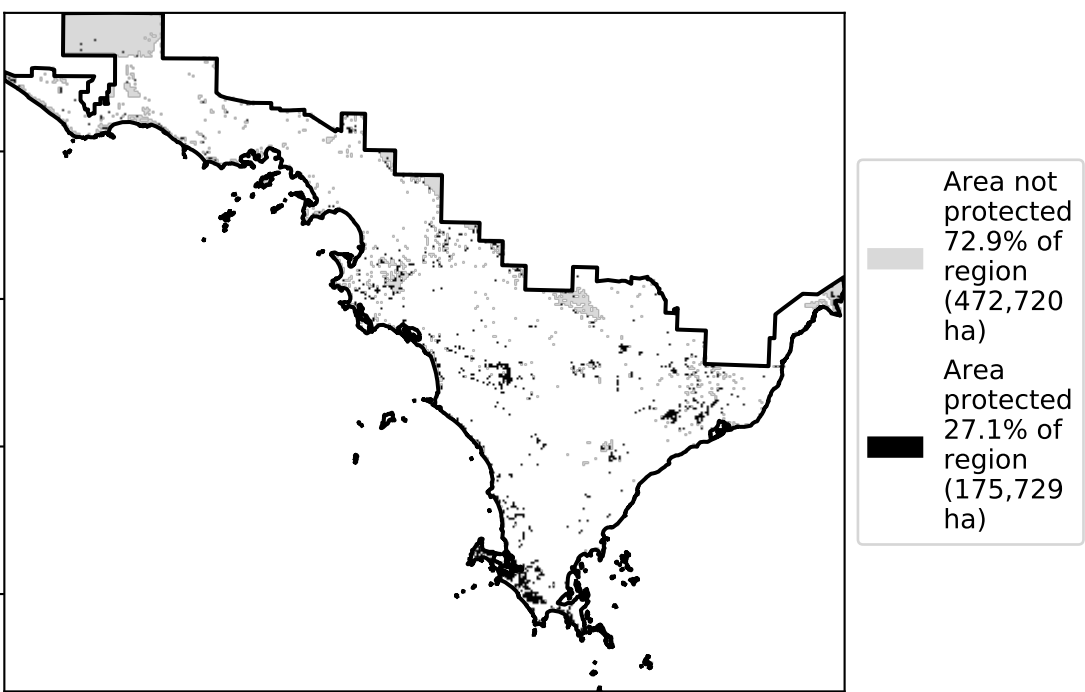 Area not
protected
72.9% of
region
(472,720
ha)
Area
protected
27.1% of
region
(175,729
ha)